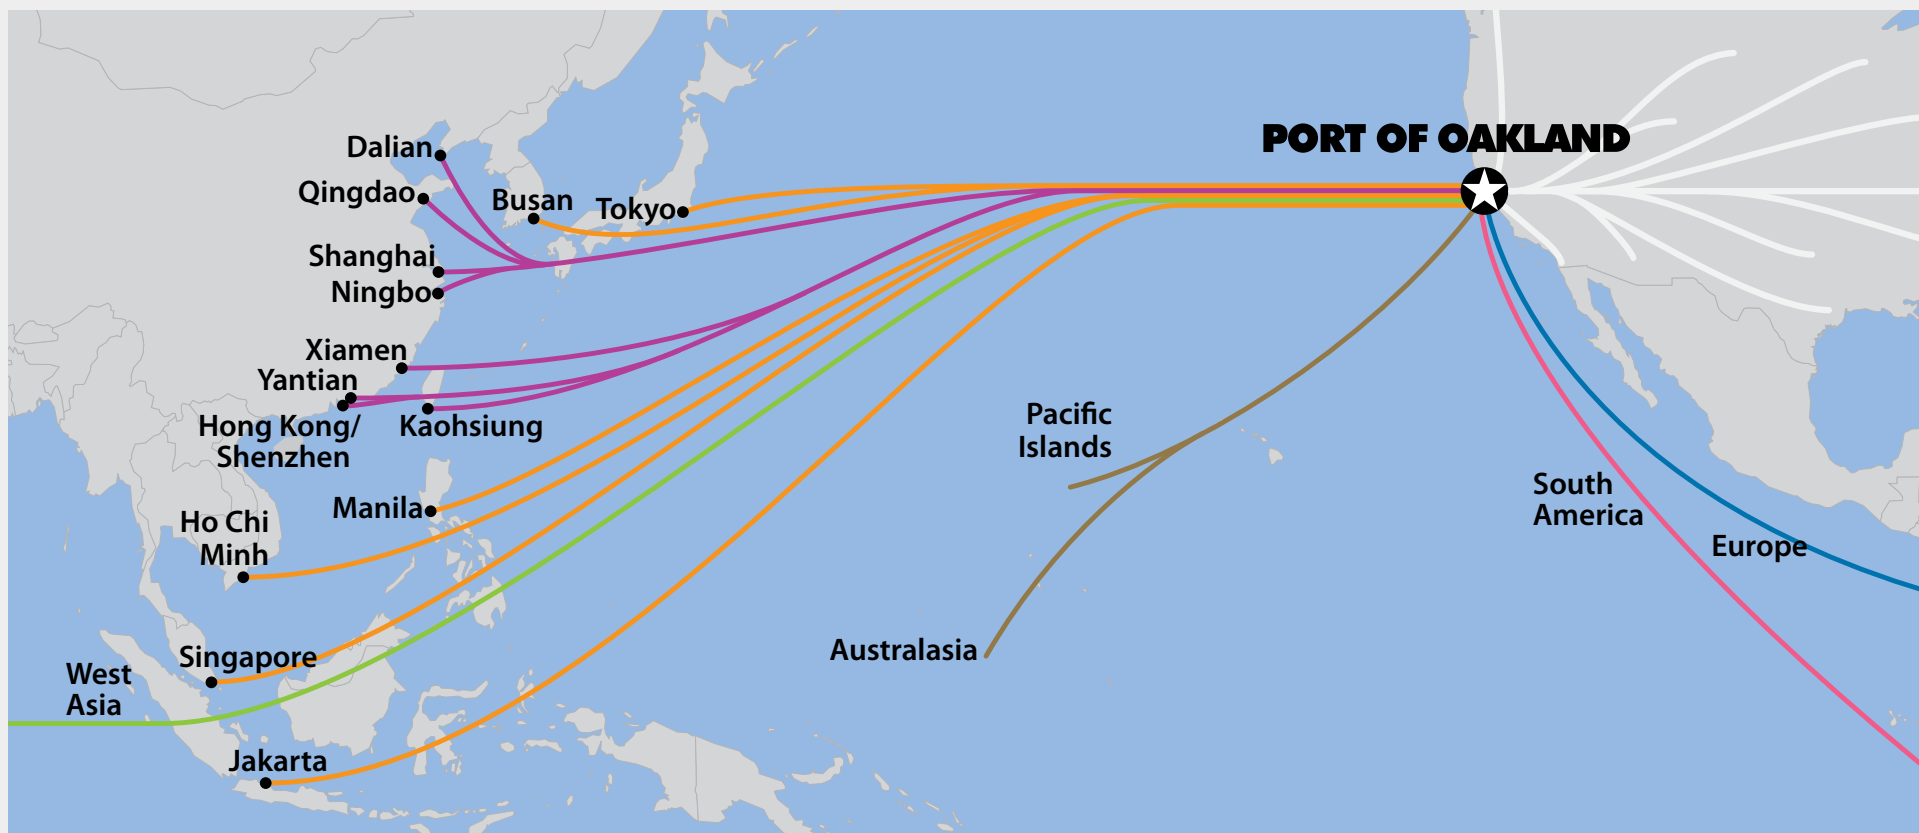 PORT OF OAKLAND
Dalian
Qingdao
Busan
Tokyo
Shanghai
Ningbo
Xiamen
Yantian
Hong Kong/
Shenzhen
Kaohsiung
Manila
Ho Chi
Minh
Singapore
West
Asia
Jakarta
Pacific
Islands
Australasia
South
America
Europe